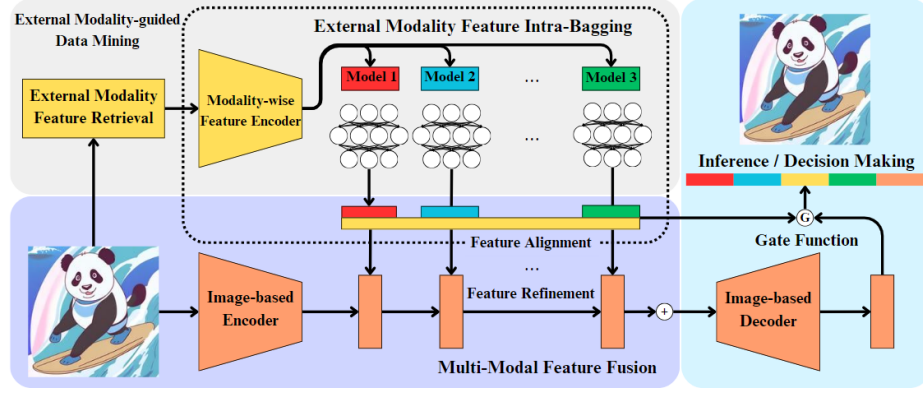 External Modality-guided
Data Mining
External Modality Feature Intra-Bagging
External Modality
Feature Retrieval
Modality-wise
Feature Encoder
Model 1
Model 2
...
Model 3
...
Inference / Decision Making
G
Gate Function
Feature Alignment
...
Image-based
Encoder
Feature Refinement
+
Image-based
Decoder
Multi-Modal Feature Fusion